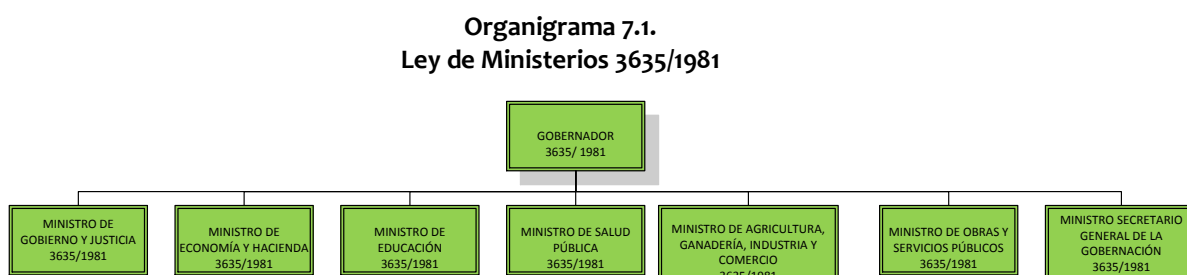 Organigrama 7.1.
Ley de Ministerios 3635/1981
GOBERNADOR
3635/ 1981
MINISTRO DE
GOBIERNO Y JUSTICIA
3635/1981
MINISTRO DE
ECONOMÍA Y HACIENDA
3635/1981
MINISTRO DE
EDUCACIÓN
3635/1981
MINISTRO DE SALUD
PÚBLICA
3635/1981
MINISTRO DE AGRICULTURA,
GANADERÍA, INDUSTRIA Y
COMERCIO
3635/1981
MINISTRO DE OBRAS Y
SERVICIOS PÚBLICOS
3635/1981
MINISTRO SECRETARIO
GENERAL DE LA
GOBERNACIÓN
3635/1981